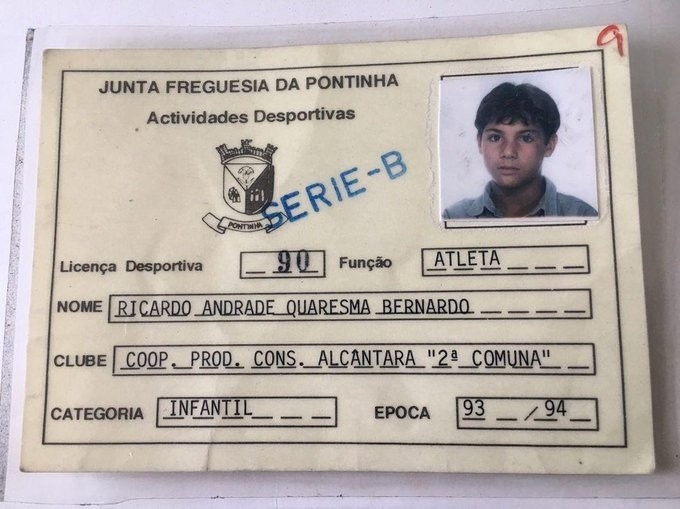 9
JUNTA FREGUESIA DA PONTINHA
Actividades Desportivas
PONTINHA
SERIE-B
Licença Desportiva 90 Função ATLETA
NOME RICARDO ANDRADE QUARESMA BERNARDO
CLUBE COOP. PROD. CONS. ALCÂNTARA "2ª COMUNA"
CATEGORIA INFANTIL EPOCA 93 / 94